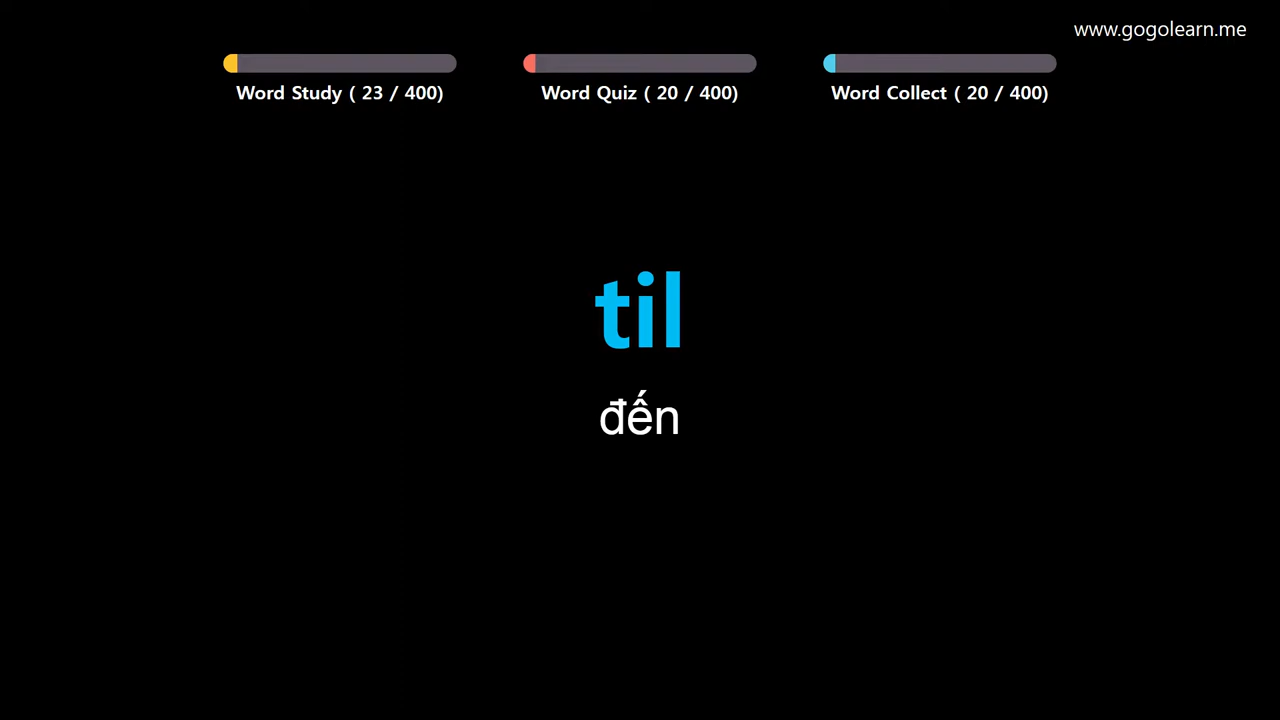 www.gogolearn.me
Word Study ( 23 / 400)
Word Quiz ( 20 / 400)
Word Collect ( 20 / 400)
til
đến